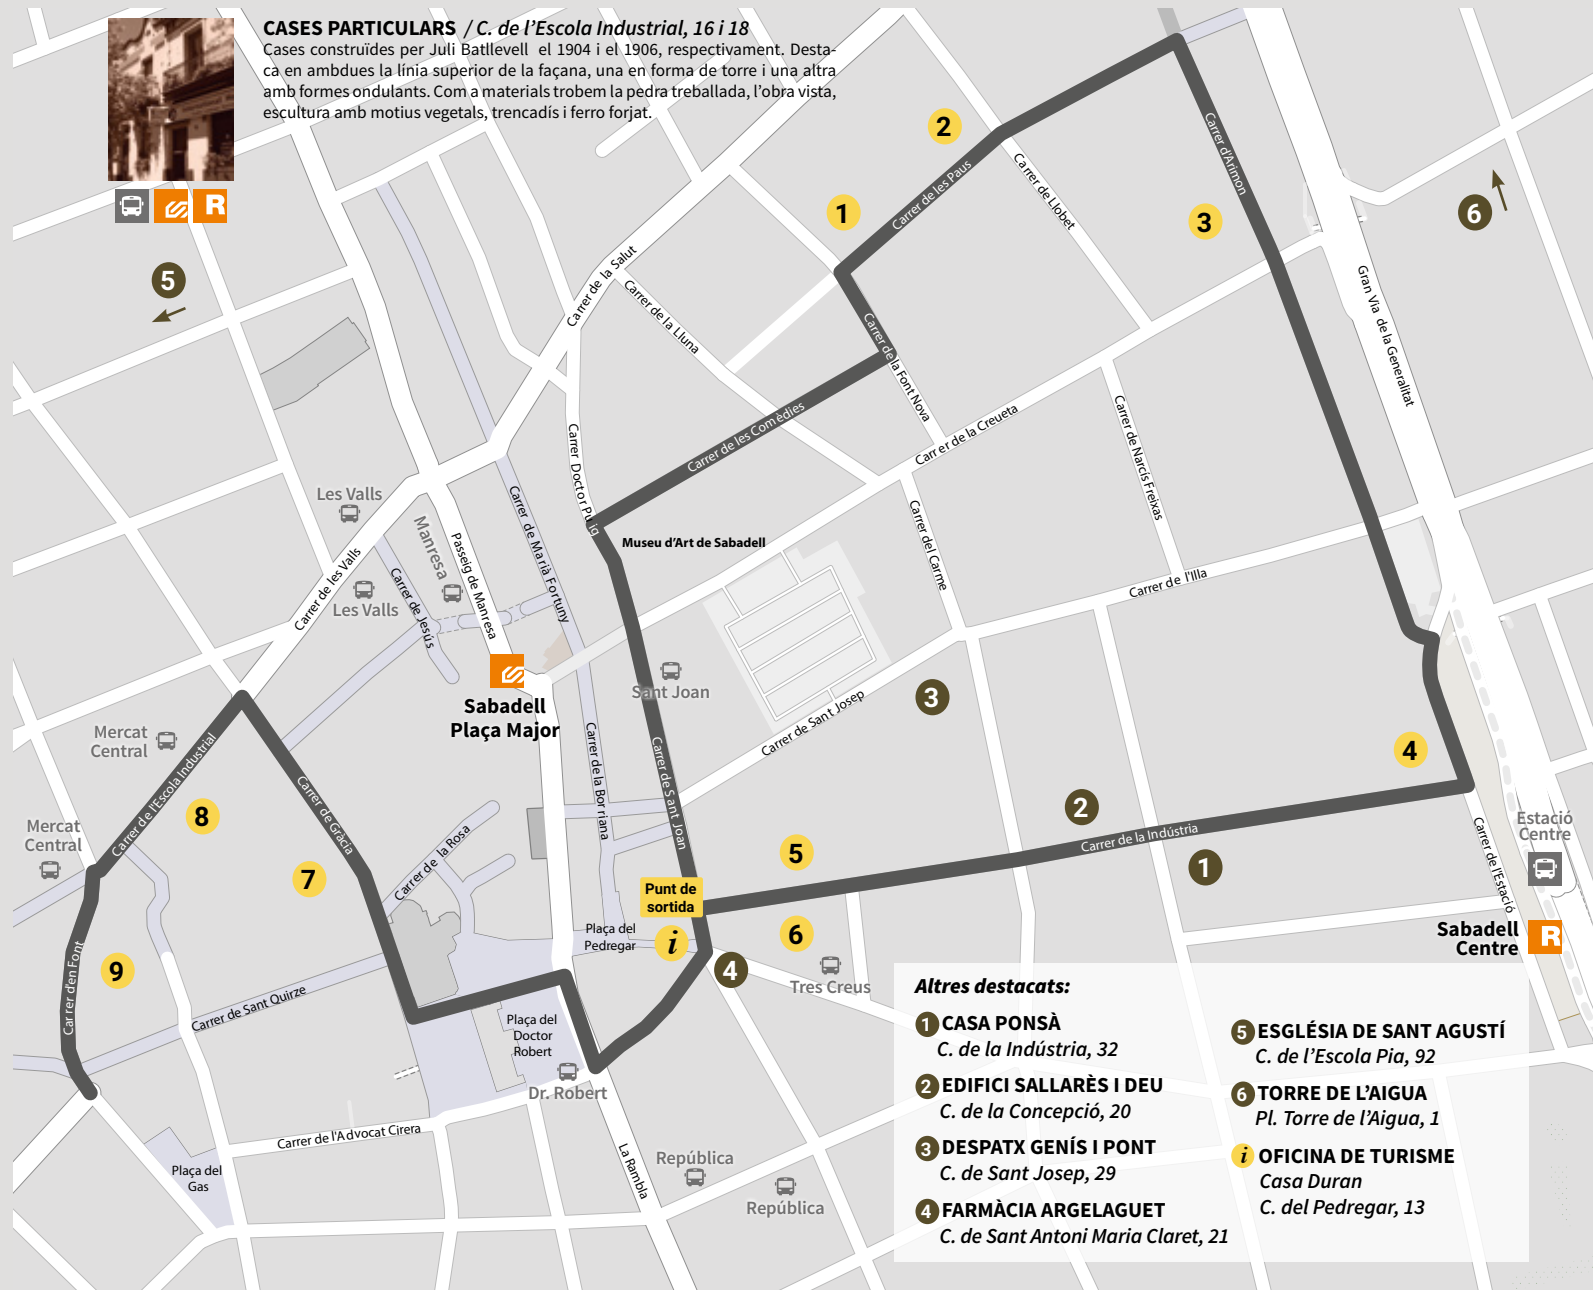 CASES PARTICULARS / C. de l’Escola Industrial, 16 i 18
Cases construïdes per Juli Batllevell el 1904 i el 1906, respectivament. Desta-
ca en ambdues la línia superior de la façana, una en forma de torre i una altra
amb formes ondulants. Com a materials trobem la pedra treballada, l’obra vista,
escultura amb motius vegetals, trencadís i ferro forjat.
R
2
1
3
6
5
Carrer de les Paus
Carrer de Llobet
Carrer d'Arimon
Carrer de la Salut
Carrer de la Lluna
Carrer de la Font Nova
Gran Via de la Generalitat
Carrer de les Comèdies
Carrer de la Creueta
Carrer de Narcís Freixas
Carrer Doctor Puig
Les Valls
Manresa
Carrer de Marià Fortuny
Passeig de Manresa
Museu d’Art de Sabadell
Carrer del Carme
Carrer de les Valls
Les Valls
Carrer de Jesús
Carrer de l'Illa
Sabadell
Plaça Major
Sant Joan
3
Carrer de Sant Josep
Mercat
Central
Carrer de l'Escola Industrial
Carrer de la Borriana
Carrer de Sant Joan
4
8
Carrer de Gràcia
2
Carrer de la Indústria
Mercat
Central
Carrer de la Rosa
5
1
Carrer de l'Estació
Estació
Centre
7
Punt de
sortida
Plaça del
Pedregar
i
6
4
Sabadell
Centre
R
9
Carrer d'en Font
Carrer de Sant Quirze
Tres Creus
Plaça del
Doctor
Robert
Dr. Robert
Carrer de l'Advocat Cirera
La Rambla
Plaça del
Gas
República
República
Altres destacats:
1 CASA PONSÀ
C. de la Indústria, 32
2 EDIFICI SALLARÈS I DEU
C. de la Concepció, 20
3 DESPATX GENÍS I PONT
C. de Sant Josep, 29
4 FARMÀCIA ARGELAGUET
C. de Sant Antoni Maria Claret, 21
5 ESGLÉSIA DE SANT AGUSTÍ
C. de l’Escola Pia, 92
6 TORRE DE L’AIGUA
Pl. Torre de l’Aigua, 1
i OFICINA DE TURISME
Casa Duran
C. del Pedregar, 13